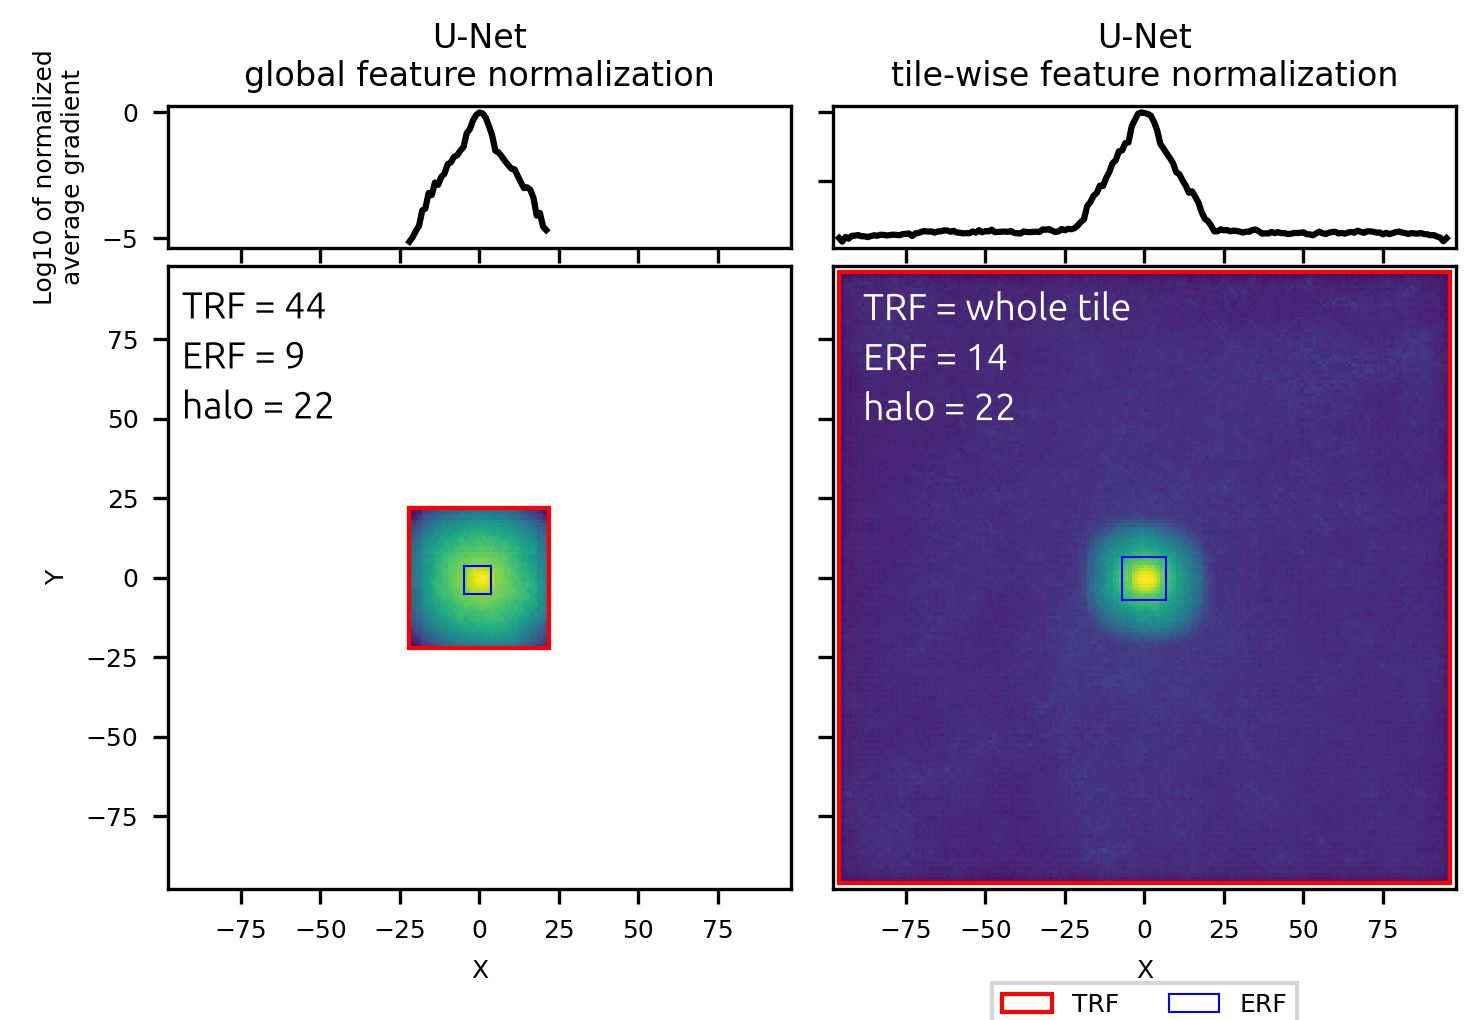 U-Net
global feature normalization
U-Net
tile-wise feature normalization
Log10 of normalized
average gradient
0
−5
TRF = 44
ERF = 9
halo = 22
TRF = whole tile
ERF = 14
halo = 22
Y
75
50
25
0
−25
−50
−75
−75 −50 −25 0 25 50 75
X
−75 −50 −25 0 25 50 75
X
TRF ERF